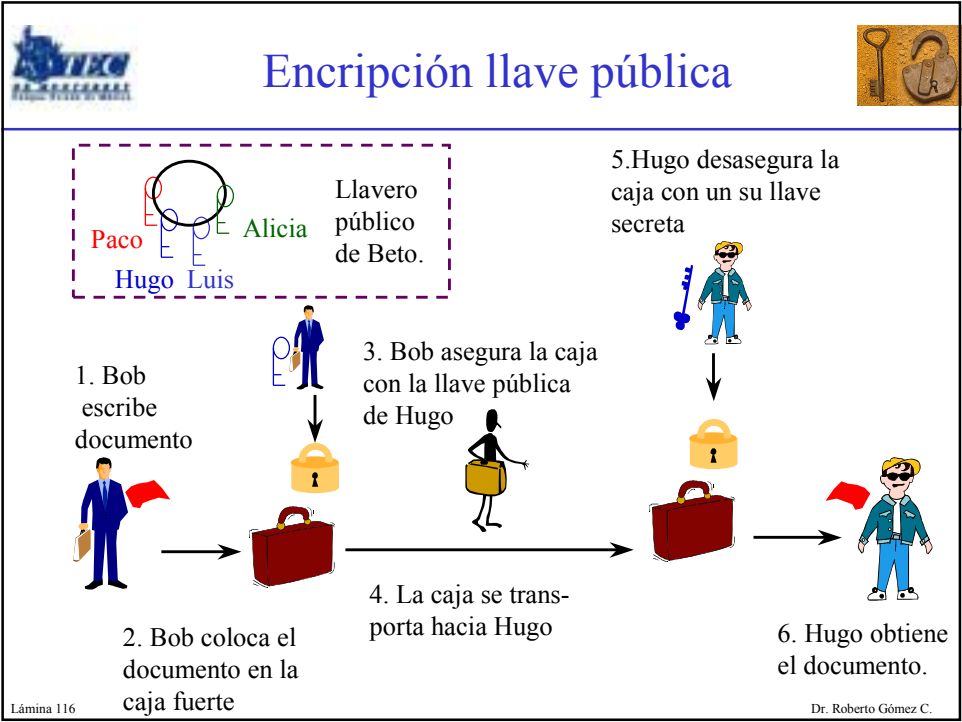 TEC
DE MONTERREY
Encripción llave pública
Llavero
público
de Beto.
Paco
Alicia
Hugo Luis
1. Bob
escribe
documento
2. Bob coloca el
documento en la
caja fuerte
3. Bob asegura la caja
con la llave pública
de Hugo
4. La caja se trans-
porta hacia Hugo
5.Hugo desasegura la
caja con un su llave
secreta
6. Hugo obtiene
el documento.
Lámina 116
Dr. Roberto Gómez C.